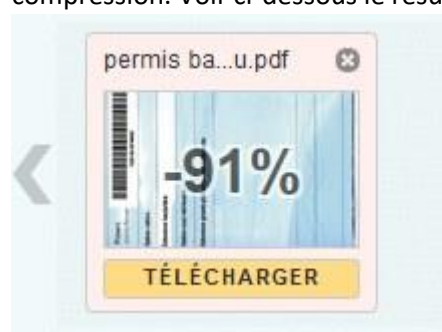 compression. Voir ci-dessous le résu
permis ba...u.pdf
-91%
TÉLÉCHARGER